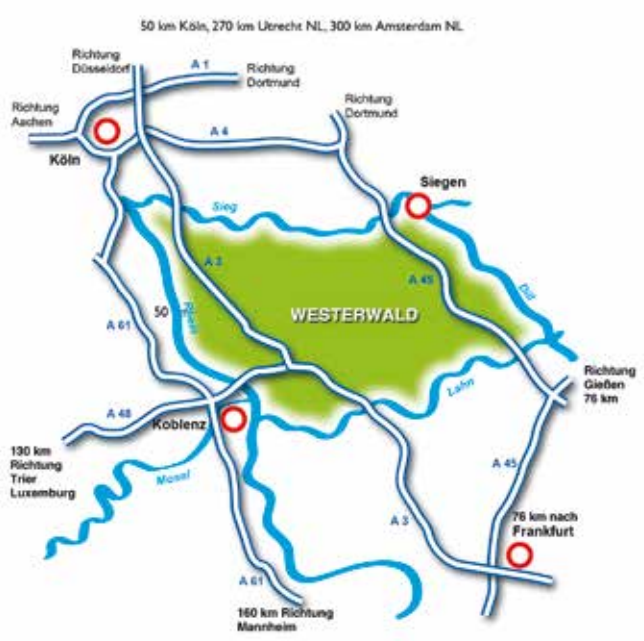 50 km Köln, 270 km Utrecht NL, 300 km Amsterdam NL
Richtung
Düsseldorf
A 1
Richtung
Dortmund
Richtung
Dortmund
Richtung
Aachen
Köln
A 4
Siegen
Sieg
A 3
A 45
Dill
50
Rhein
WESTERWALD
A 61
Richtung
Gießen
76 km
Lahn
A 48
Koblenz
130 km
Richtung
Trier
Luxemburg
Mosel
A 45
A 3
76 km nach
Frankfurt
A 61
160 km Richtung
Mannheim